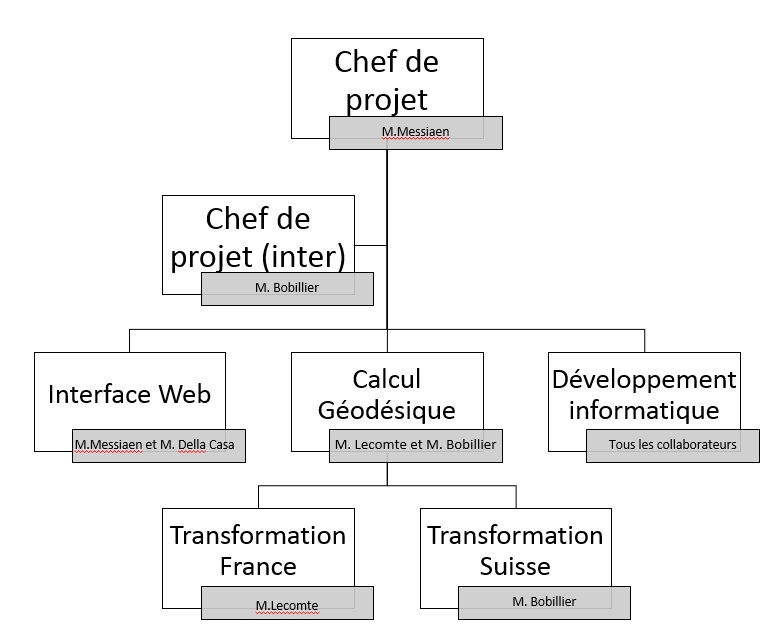 Chef de
projet
M.Messiaen
Chef de
projet (inter)
M. Bobillier
Interface Web
M.Messiaen et M. Della Casa
Calcul
Géodésique
M. Lecomte et M. Bobillier
Développement
informatique
Tous les collaborateurs
Transformation
France
M.Lecomte
Transformation
Suisse
M. Bobillier